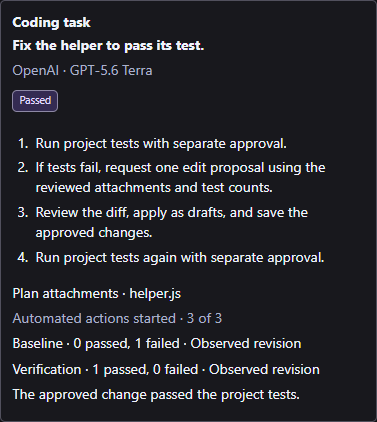 Coding task
Fix the helper to pass its test.
OpenAI · GPT-5.6 Terra
Passed
1. Run project tests with separate approval.
2. If tests fail, request one edit proposal using the
reviewed attachments and test counts.
3. Review the diff, apply as drafts, and save the
approved changes.
4. Run project tests again with separate approval.
Plan attachments · helper.js
Automated actions started · 3 of 3
Baseline · 0 passed, 1 failed · Observed revision
Verification · 1 passed, 0 failed · Observed revision
The approved change passed the project tests.